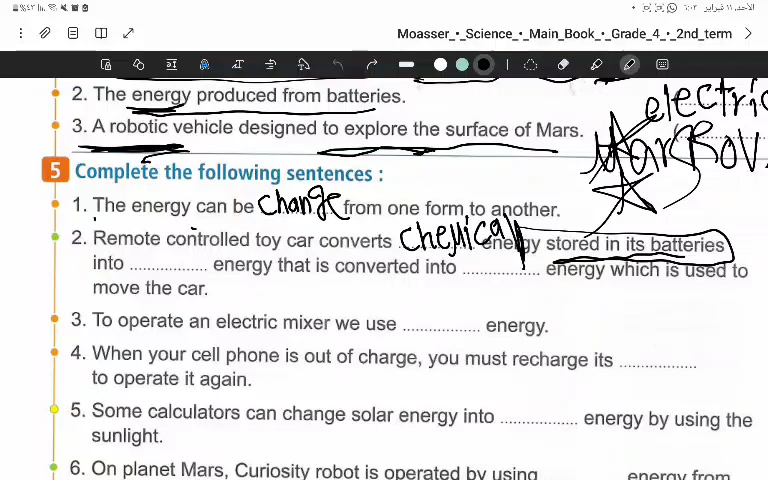 ٪٤٣ الأحد، ١١ فبراير ٦:٠٣
Moasser_•_Science_•_Main_Book_•_Grade_4_•_2nd_term
2. The energy produced from batteries. electric
3. A robotic vehicle designed to explore the surface of Mars. Mars Rov
5 Complete the following sentences :
1. The energy can be change from one form to another.
2. Remote controlled toy car converts chemical energy stored in its batteries
into ................. energy that is converted into ................. energy which is used to
move the car.
3. To operate an electric mixer we use ................. energy.
4. When your cell phone is out of charge, you must recharge its .................
to operate it again.
5. Some calculators can change solar energy into ................. energy by using the
sunlight.
6. On planet Mars, Curiosity robot is operated by using ................. energy from